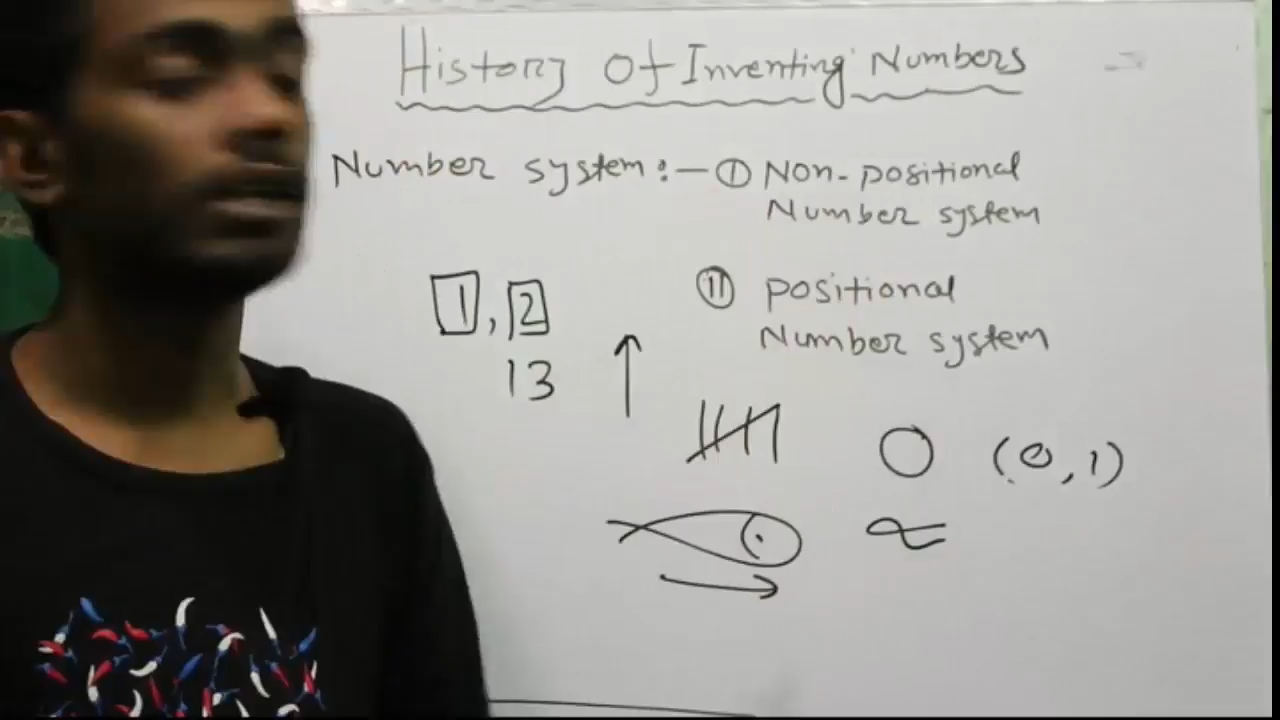 History Of Inventing Numbers
Number system:- ① Non-positional
Number system
⑪ positional
Number system
1, 2
13
(0, 1)